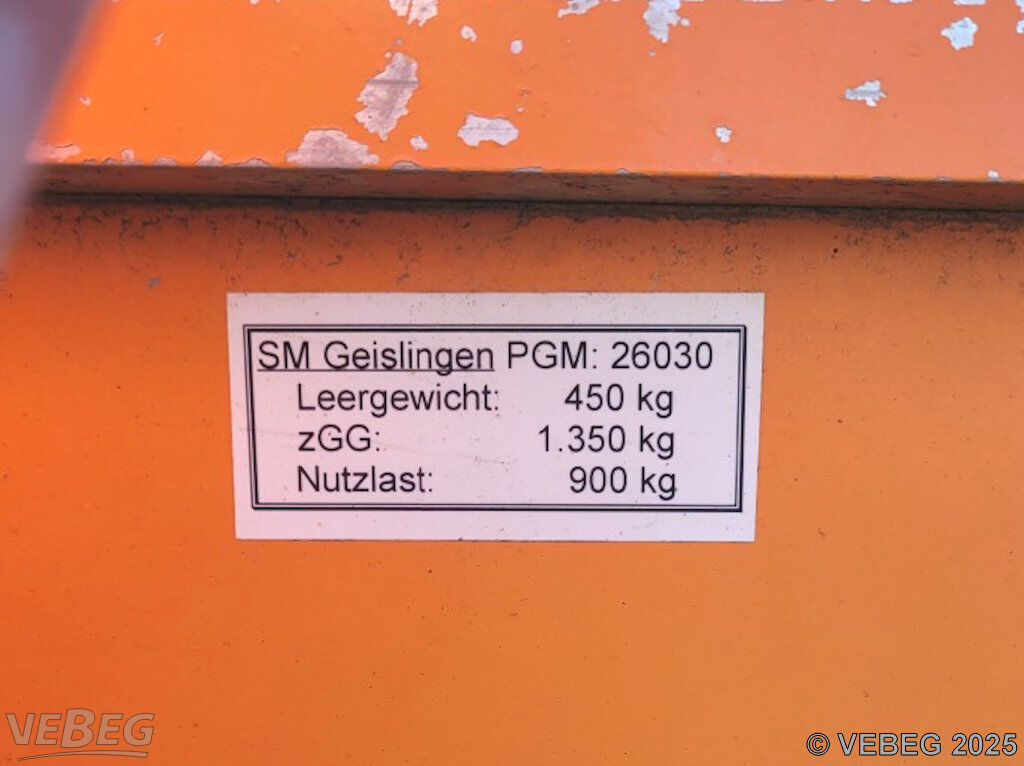 SM Geislingen PGM: 26030
Leergewicht: 450 kg
zGG: 1.350 kg
Nutzlast: 900 kg
VEBEG
© VEBEG 2025